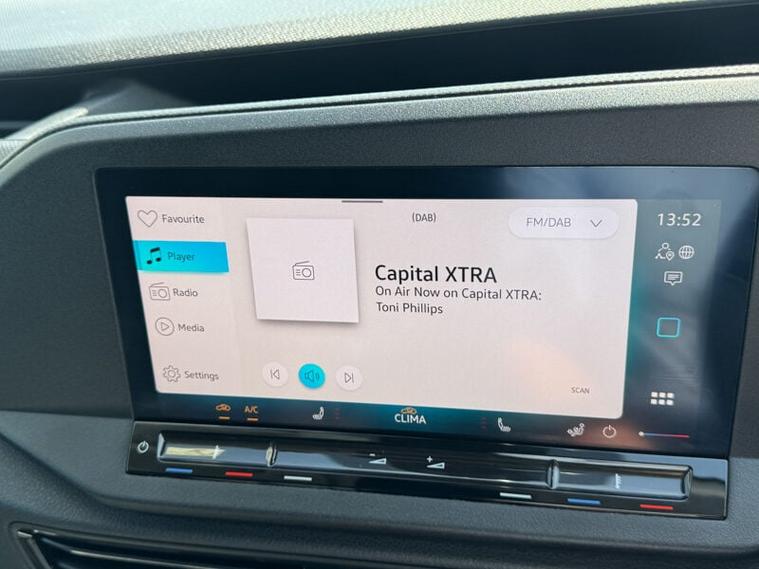 Favourite
Player
Radio
Media
Settings
(DAB)
FM/DAB
Capital XTRA
On Air Now on Capital XTRA:
Toni Phillips
SCAN
13:52
A/C
CLIMA
- +